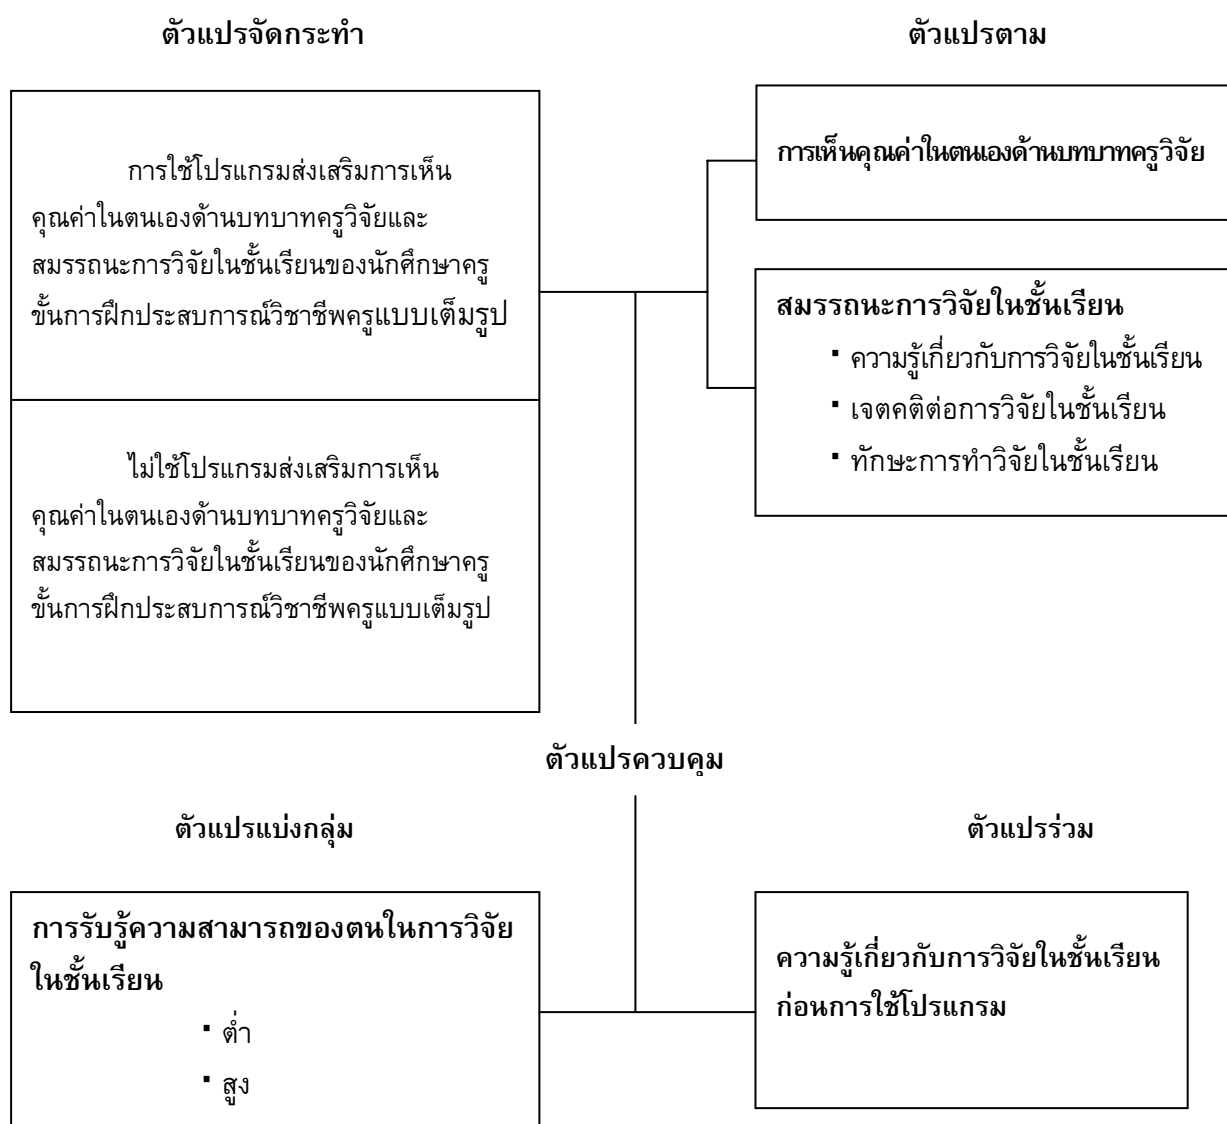 ตัวแปรจัดกระทำ
ตัวแปรตาม
การใช้โปรแกรมส่งเสริมการเห็น
คุณค่าในตนเองด้านบทบาทครูวิจัยและ
สมรรถนะการวิจัยในชั้นเรียนของนักศึกษาครู
ขั้นการฝึกประสบการณ์วิชาชีพครูแบบเต็มรูป
ไม่ใช้โปรแกรมส่งเสริมการเห็น
คุณค่าในตนเองด้านบทบาทครูวิจัยและ
สมรรถนะการวิจัยในชั้นเรียนของนักศึกษาครู
ขั้นการฝึกประสบการณ์วิชาชีพครูแบบเต็มรูป
การเห็นคุณค่าในตนเองด้านบทบาทครูวิจัย
สมรรถนะการวิจัยในชั้นเรียน
▪ ความรู้เกี่ยวกับการวิจัยในชั้นเรียน
▪ เจตคติต่อการวิจัยในชั้นเรียน
▪ ทักษะการทำวิจัยในชั้นเรียน
ตัวแปรควบคุม
ตัวแปรแบ่งกลุ่ม
ตัวแปรร่วม
การรับรู้ความสามารถของตนในการวิจัย
ในชั้นเรียน
▪ ต่ำ
▪ สูง
ความรู้เกี่ยวกับการวิจัยในชั้นเรียน
ก่อนการใช้โปรแกรม